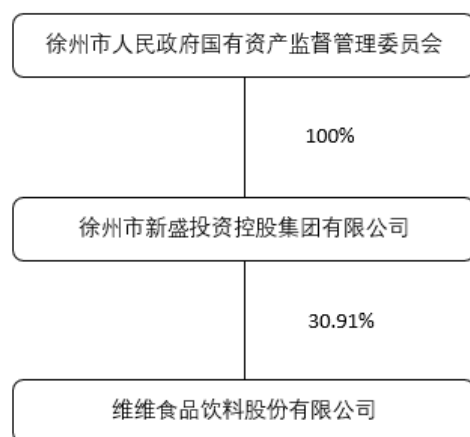 徐州市人民政府国有资产监督管理委员会
100%
徐州市新盛投资控股集团有限公司
30.91%
维维食品饮料股份有限公司